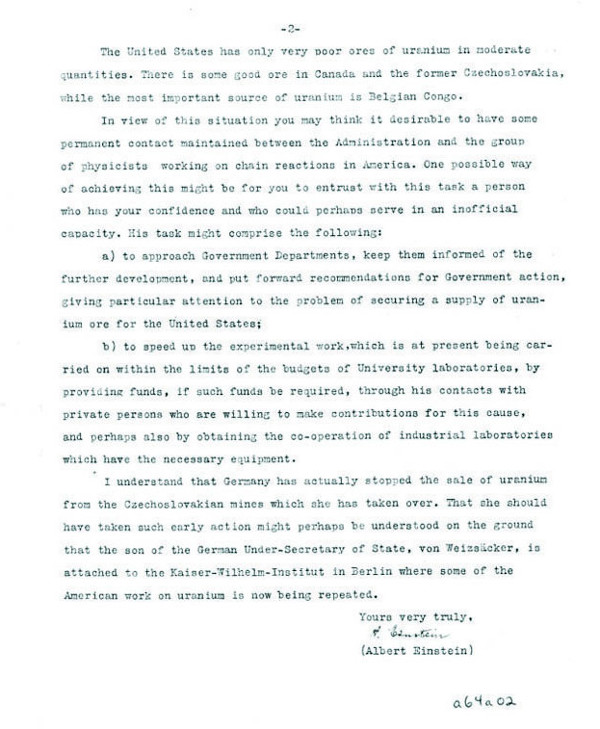 -2-
The United States has only very poor ores of uranium in moderate
quantities. There is some good ore in Canada and the former Czechoslovakia,
while the most important source of uranium is Belgian Congo.
In view of this situation you may think it desirable to have some
permanent contact maintained between the Administration and the group
of physicists working on chain reactions in America. One possible way
of achieving this might be for you to entrust with this task a person
who has your confidence and who could perhaps serve in an inofficial
capacity. His task might comprise the following:
a) to approach Government Departments, keep them informed of the
further development, and put forward recommendations for Government action,
giving particular attention to the problem of securing a supply of uran-
ium ore for the United States;
b) to speed up the experimental work,which is at present being car-
ried on within the limits of the budgets of University laboratories, by
providing funds, if such funds be required, through his contacts with
private persons who are willing to make contributions for this cause,
and perhaps also by obtaining the co-operation of industrial laboratories
which have the necessary equipment.
I understand that Germany has actually stopped the sale of uranium
from the Czechoslovakian mines which she has taken over. That she should
have taken such early action might perhaps be understood on the ground
that the son of the German Under-Secretary of State, von Weizsäcker, is
attached to the Kaiser-Wilhelm-Institut in Berlin where some of the
American work on uranium is now being repeated.
Yours very truly,
A. Einstein
(Albert Einstein)
a64a02